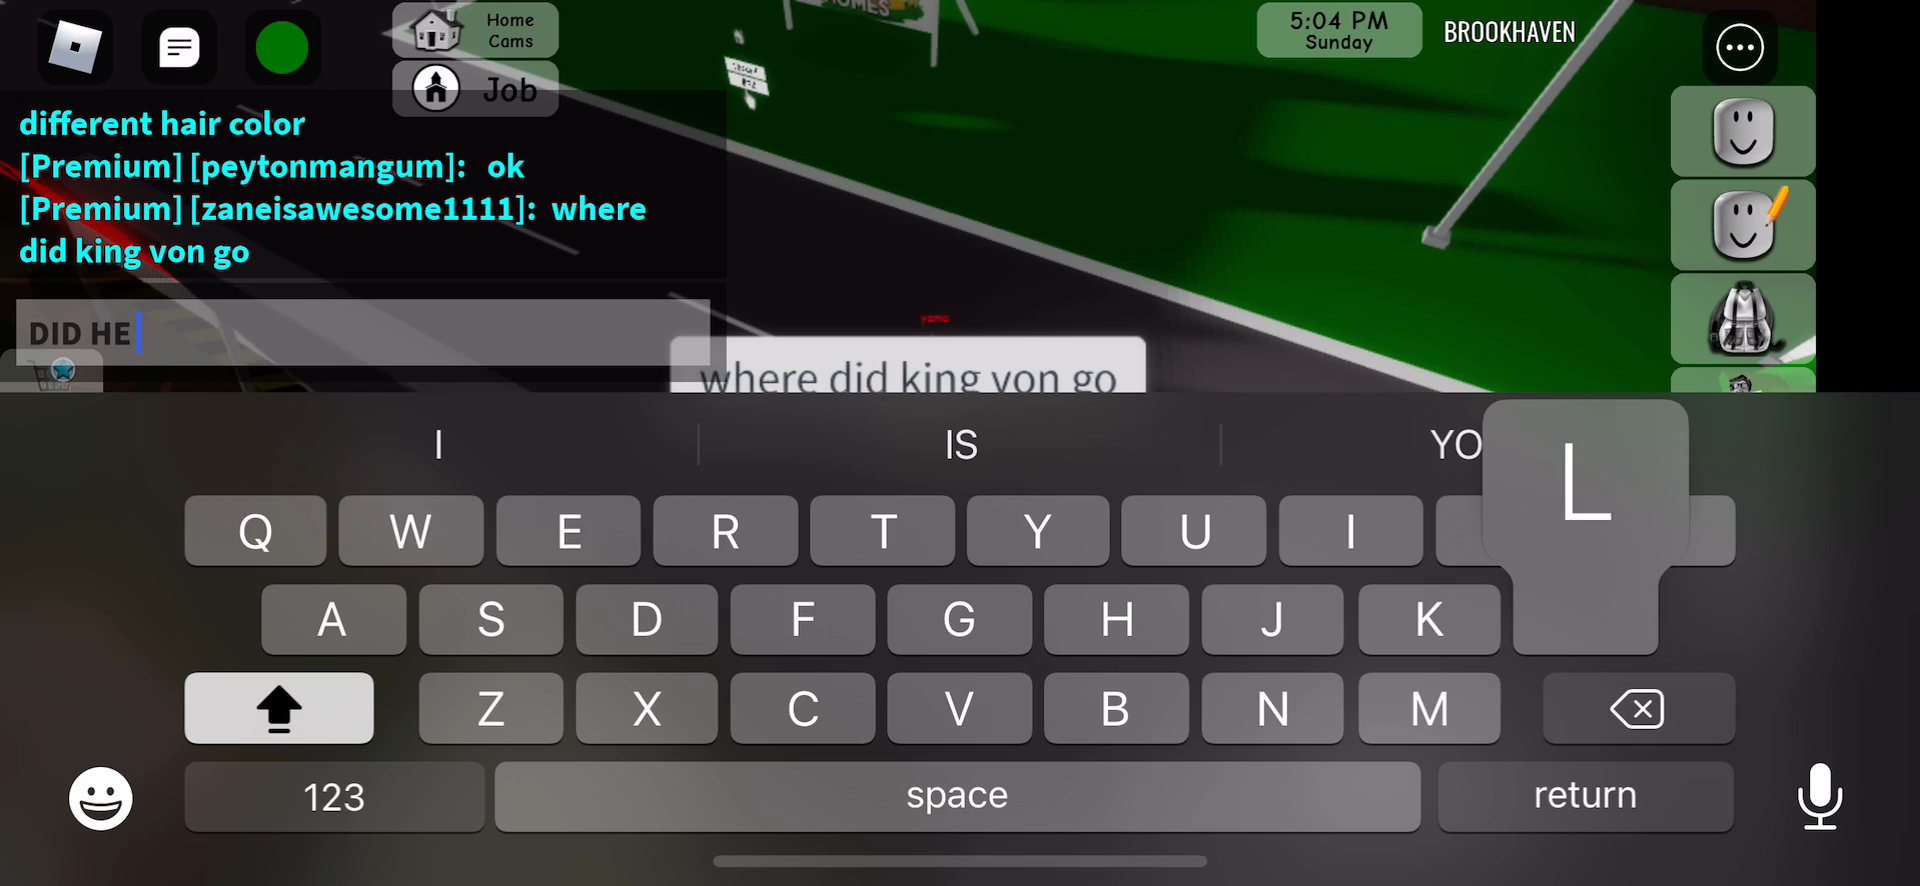 Home
Cams
Job
HOMES
5:04 PM
Sunday
BROOKHAVEN
different hair color
[Premium] [peytonmangum]: ok
[Premium] [zaneisawesome1111]: where
did king von go
DID HE
where did king von go
I IS YO
L
Q W E R T Y U I
A S D F G H J K
Z X C V B N M
123 space return